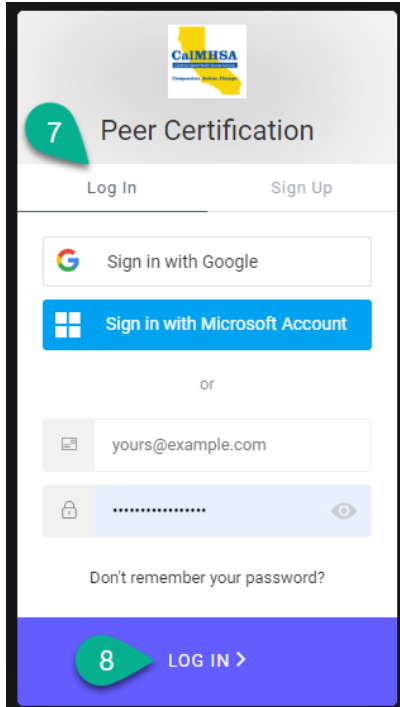 CalMHSA
Compassion Action Change
7
Peer Certification
Log In
Sign Up
Sign in with Google
Sign in with Microsoft Account
or
yours@example.com
•••••••••••••••••
Don't remember your password?
8
LOG IN >